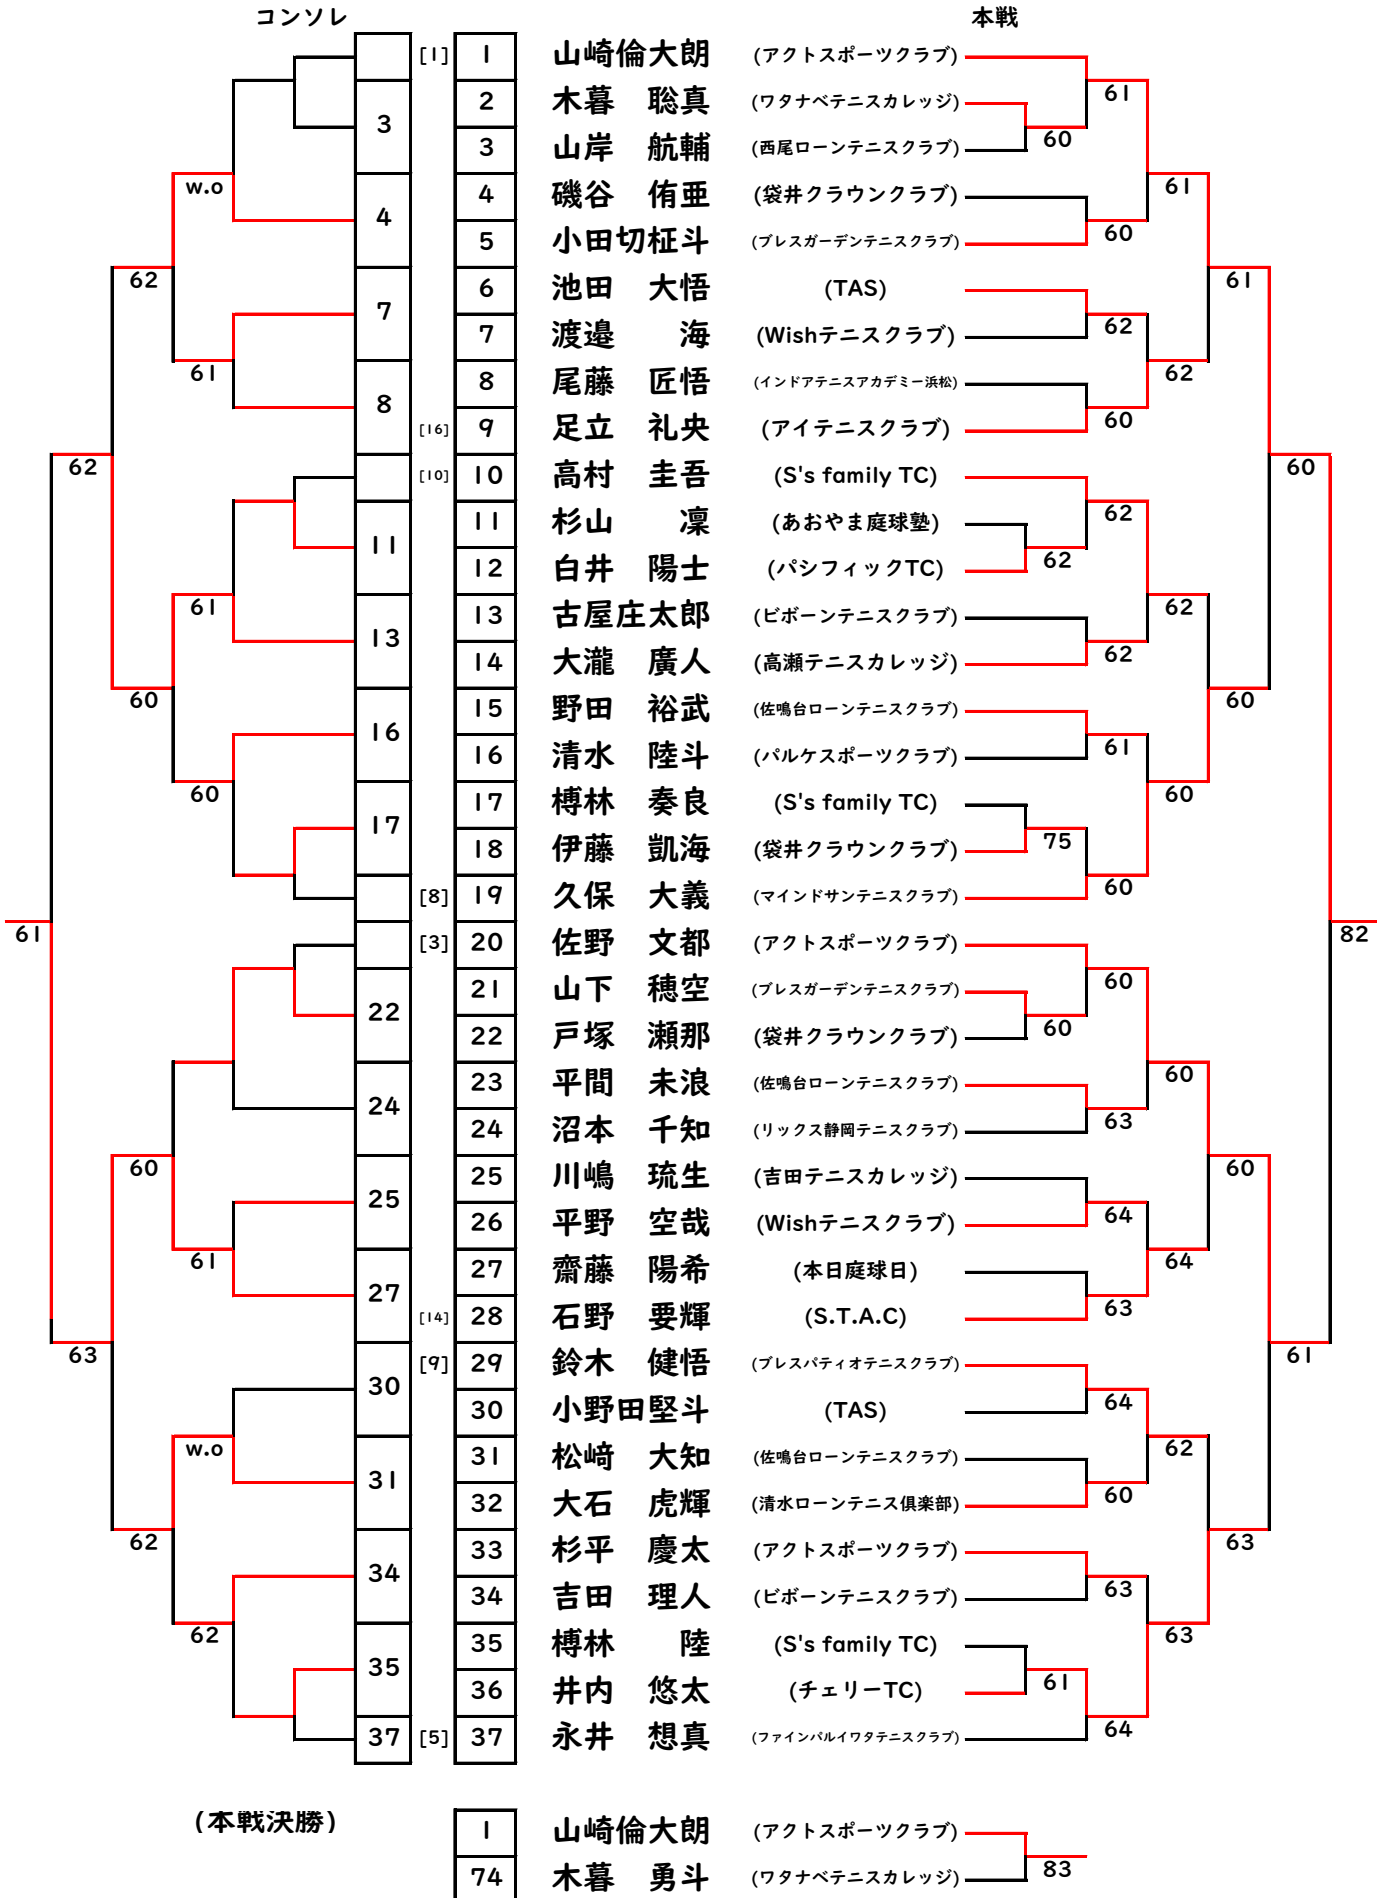 コンソレ 本戦
[1] 1 山崎倫大朗 (アクトスポーツクラブ)
61
3 2 木暮 聡真 (ワタナベテニスカレッジ)
60
3 山岸 航輔 (西尾ローンテニスクラブ)
w.o 61
4 4 磯谷 侑亜 (袋井クラウンクラブ)
60
5 小田切柾斗 (ブレスガーデンテニスクラブ)
62 61
7 6 池田 大悟 (TAS)
62
7 渡邉 海 (Wishテニスクラブ)
61 62
8 8 尾藤 匠悟 (インドアテニスアカデミー浜松)
60
[16] 9 足立 礼央 (アイテニスクラブ)
62 60
[10] 10 高村 圭吾 (S's family TC)
62
11 11 杉山 凜 (あおやま庭球塾)
62
12 白井 陽士 (パシフィックTC)
61 62
13 13 古屋庄太郎 (ビボーンテニスクラブ)
62
14 大瀧 廣人 (高瀬テニスカレッジ)
60 60
16 15 野田 裕武 (佐鳴台ローンテニスクラブ)
61
16 清水 陸斗 (パルケスポーツクラブ)
60 60
17 17 榑林 奏良 (S's family TC)
75
18 伊藤 凱海 (袋井クラウンクラブ)
60
[8] 19 久保 大義 (マインドサンテニスクラブ)
61 82
[3] 20 佐野 文都 (アクトスポーツクラブ)
60
22 21 山下 穂空 (ブレスガーデンテニスクラブ)
60
22 戸塚 瀬那 (袋井クラウンクラブ)
60
24 23 平間 未浪 (佐鳴台ローンテニスクラブ)
63
24 沼本 千知 (リックス静岡テニスクラブ)
60 60
25 25 川嶋 琉生 (吉田テニスカレッジ)
64
26 平野 空哉 (Wishテニスクラブ)
61 64
27 27 齋藤 陽希 (本日庭球日)
63
[14] 28 石野 要輝 (S.T.A.C)
63 61
30 [9] 29 鈴木 健悟 (ブレスパティオテニスクラブ)
64
30 小野田堅斗 (TAS)
w.o 62
31 31 松﨑 大知 (佐鳴台ローンテニスクラブ)
60
32 大石 虎輝 (清水ローンテニス倶楽部)
62 63
34 33 杉平 慶太 (アクトスポーツクラブ)
63
34 吉田 理人 (ビボーンテニスクラブ)
62 63
35 35 榑林 陸 (S's family TC)
61
36 井内 悠太 (チェリーTC)
64
37 [5] 37 永井 想真 (ファインバルイワタテニスクラブ)
(本戦決勝)
1 山崎倫大朗 (アクトスポーツクラブ)
83
74 木暮 勇斗 (ワタナベテニスカレッジ)